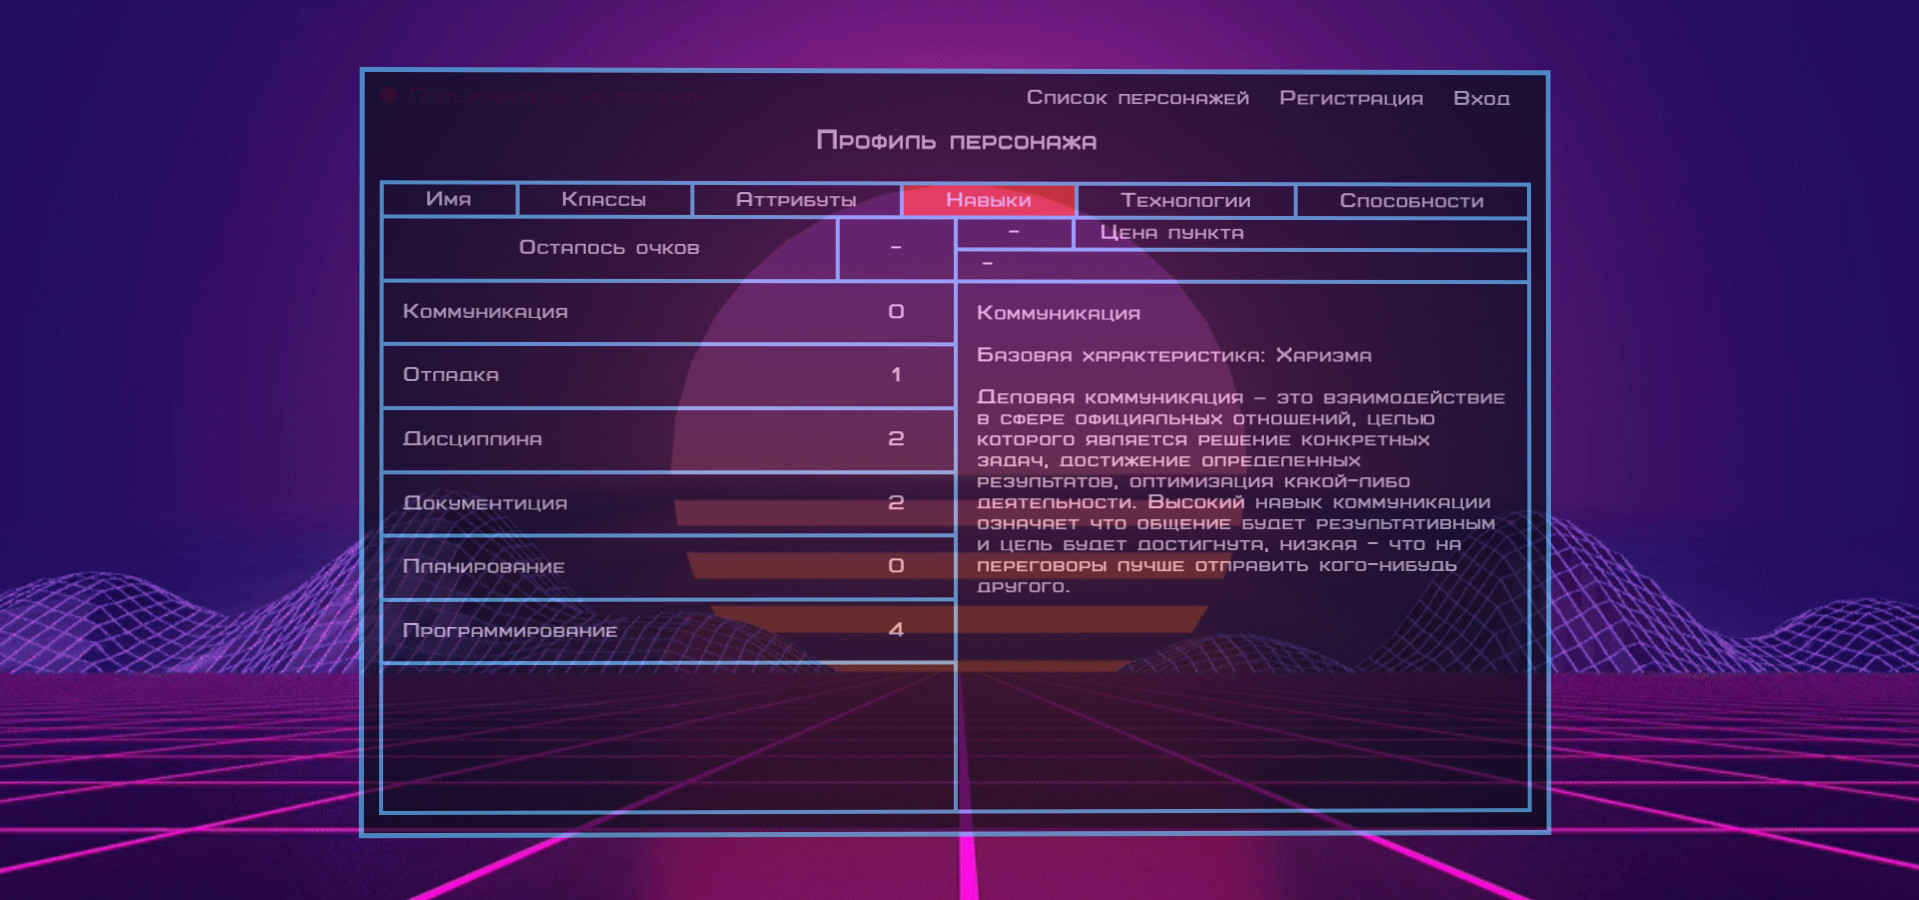 Пользователь не опознан
Список персонажей Регистрация Вход
Профиль персонажа
Имя Классы Аттрибуты Навыки Технологии Способности
Осталось очков - - Цена пункта
-
Коммуникация 0
Отладка 1
Дисциплина 2
Документиция 2
Планирование 0
Программирование 4
Коммуникация
Базовая характеристика: Харизма
Деловая коммуникация – это взаимодействие
в сфере официальных отношений, целью
которого является решение конкретных
задач, достижение определенных
результатов, оптимизация какой-либо
деятельности. Высокий навык коммуникации
означает что общение будет результативным
и цель будет достигнута, низкая - что на
переговоры лучше отправить кого-нибудь
другого.